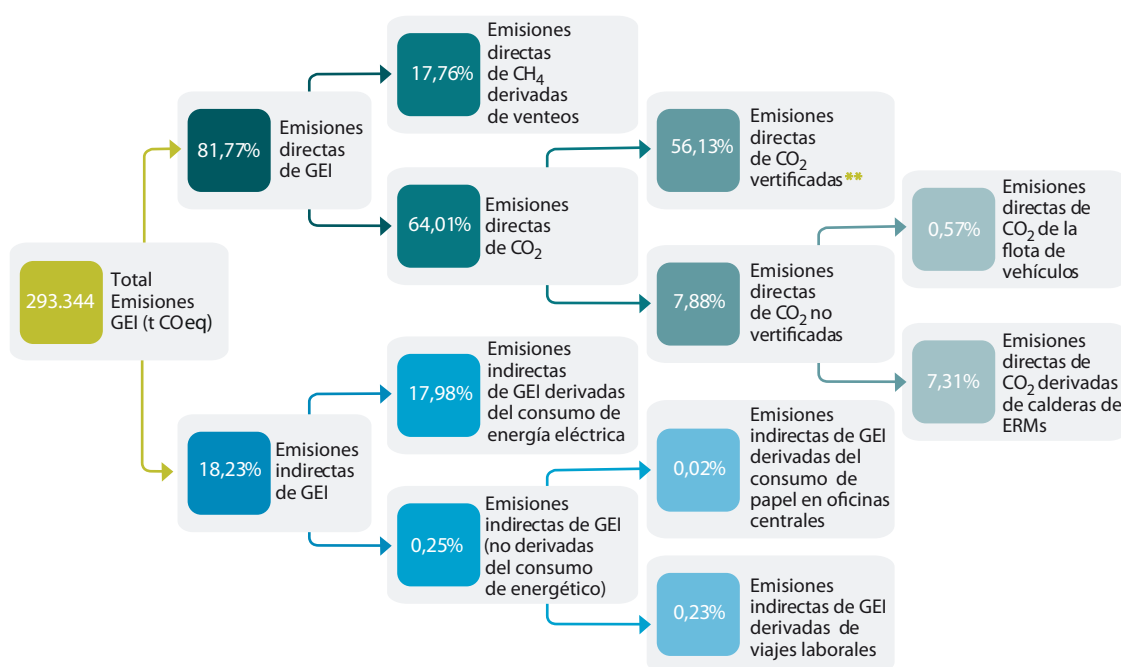 293.344
Total
Emisiones
GEI (t COeq)
81,77%
Emisiones
directas
de GEI
17,76%
Emisiones
directas
de CH4
derivadas
de venteos
64,01%
Emisiones
directas
de CO2
56,13%
Emisiones
directas
de CO2
vertificadas**
7,88%
Emisiones
directas
de CO2 no
vertificadas
0,57%
Emisiones
directas de
CO2 de la
flota de
vehículos
7,31%
Emisiones
directas de
CO2 derivadas
de calderas de
ERMs
18,23%
Emisiones
indirectas
de GEI
17,98%
Emisiones
indirectas
de GEI derivadas
del consumo de
energía eléctrica
0,25%
Emisiones
indirectas de GEI
(no derivadas
del consumo
de energético)
0,02%
Emisiones
indirectas de GEI
derivadas del
consumo de
papel en oficinas
centrales
0,23%
Emisiones
indirectas de GEI
derivadas de
viajes laborales